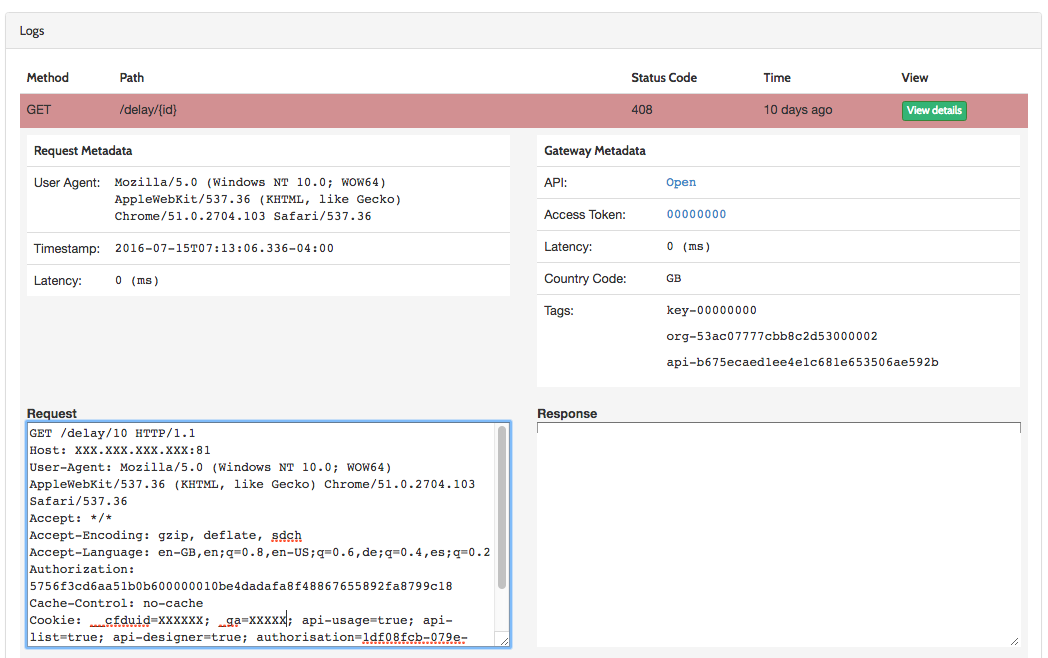 Logs
Method Path Status Code Time View
GET /delay/{id} 408 10 days ago View details
Request Metadata
User Agent: Mozilla/5.0 (Windows NT 10.0; WOW64)
AppleWebKit/537.36 (KHTML, like Gecko)
Chrome/51.0.2704.103 Safari/537.36
Timestamp: 2016-07-15T07:13:06.336-04:00
Latency: 0 (ms)
Gateway Metadata
API: Open
Access Token: 00000000
Latency: 0 (ms)
Country Code: GB
Tags: key-00000000
org-53ac07777cbb8c2d53000002
api-b675ecaed1ee4e1c681e653506ae592b
Request
GET /delay/10 HTTP/1.1
Host: XXX.XXX.XXX.XXX:81
User-Agent: Mozilla/5.0 (Windows NT 10.0; WOW64)
AppleWebKit/537.36 (KHTML, like Gecko) Chrome/51.0.2704.103
Safari/537.36
Accept: */*
Accept-Encoding: gzip, deflate, sdch
Accept-Language: en-GB,en;q=0.8,en-US;q=0.6,de;q=0.4,es;q=0.2
Authorization:
5756f3cd6aa51b0b600000010be4dadafa8f48867655892fa8799c18
Cache-Control: no-cache
Cookie: __cfduid=XXXXXX; _ga=XXXXX; api-usage=true; api-
list=true; api-designer=true; authorisation=1df08fcb-079e-
Response